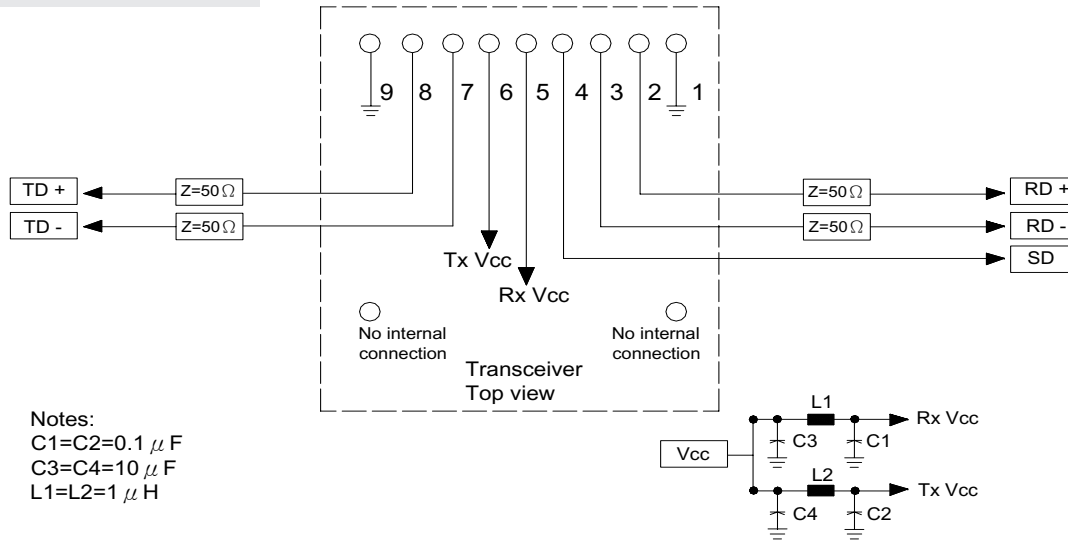 9 8 7 6 5 4 3 2 1
TD + Z=50Ω Z=50Ω RD +
TD - Z=50Ω Z=50Ω RD -
SD
Tx Vcc
Rx Vcc
No internal
connection
No internal
connection
Transceiver
Top view
Notes:
C1=C2=0.1 μF
C3=C4=10 μF
L1=L2=1 μH
Vcc
L1
C3
C1
Rx Vcc
L2
C4
C2
Tx Vcc